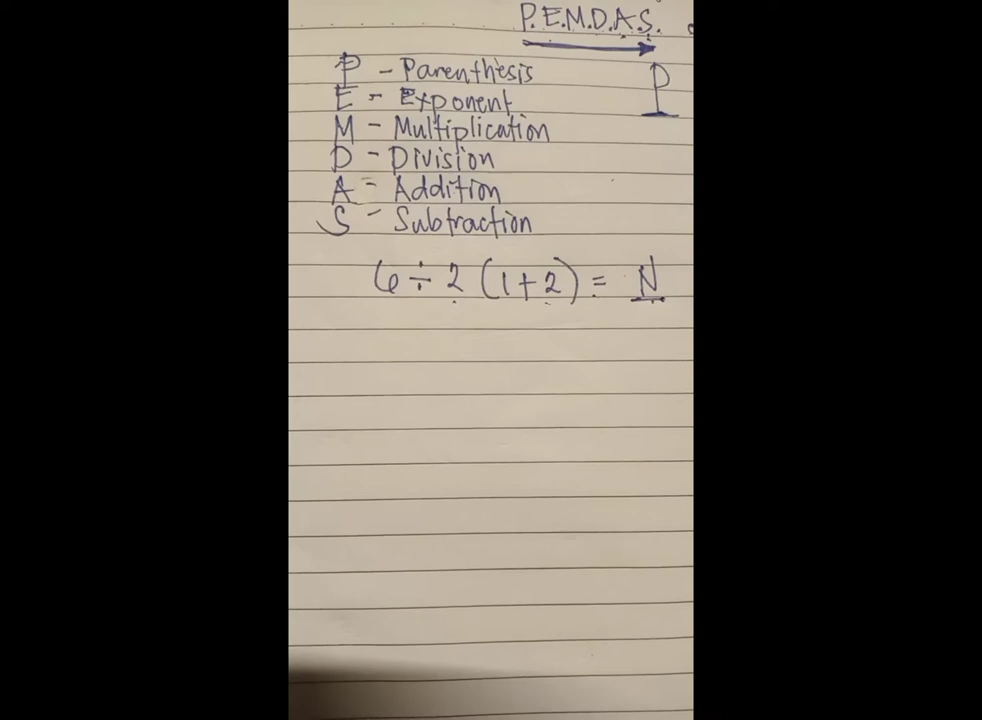 P.E.M.D.A.S.
P - Parenthesis
P
E - Exponent
M - Multiplication
D - Division
A - Addition
S - Subtraction
6 ÷ 2 (1+2) = N